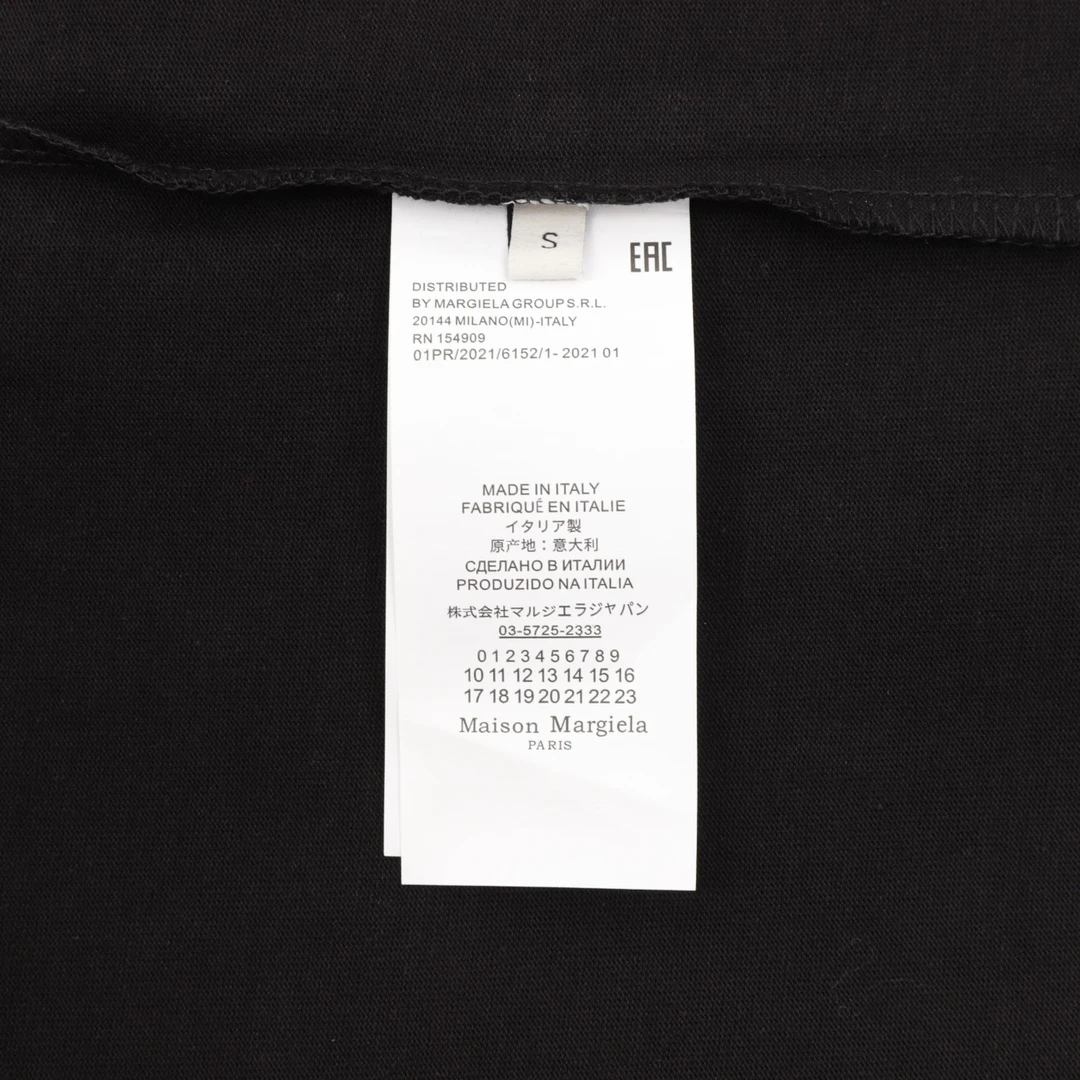 S
EAC
DISTRIBUTED
BY MARGIELA GROUP S.R.L.
20144 MILANO(MI)-ITALY
RN 154909
01PR/2021/6152/1- 2021 01
MADE IN ITALY
FABRIQUÉ EN ITALIE
イタリア製
原产地：意大利
СДЕЛАНО В ИТАЛИИ
PRODUZIDO NA ITALIA
株式会社マルジエラジャパン
03-5725-2333
0 1 2 3 4 5 6 7 8 9
10 11 12 13 14 15 16
17 18 19 20 21 22 23
Maison Margiela
PARIS